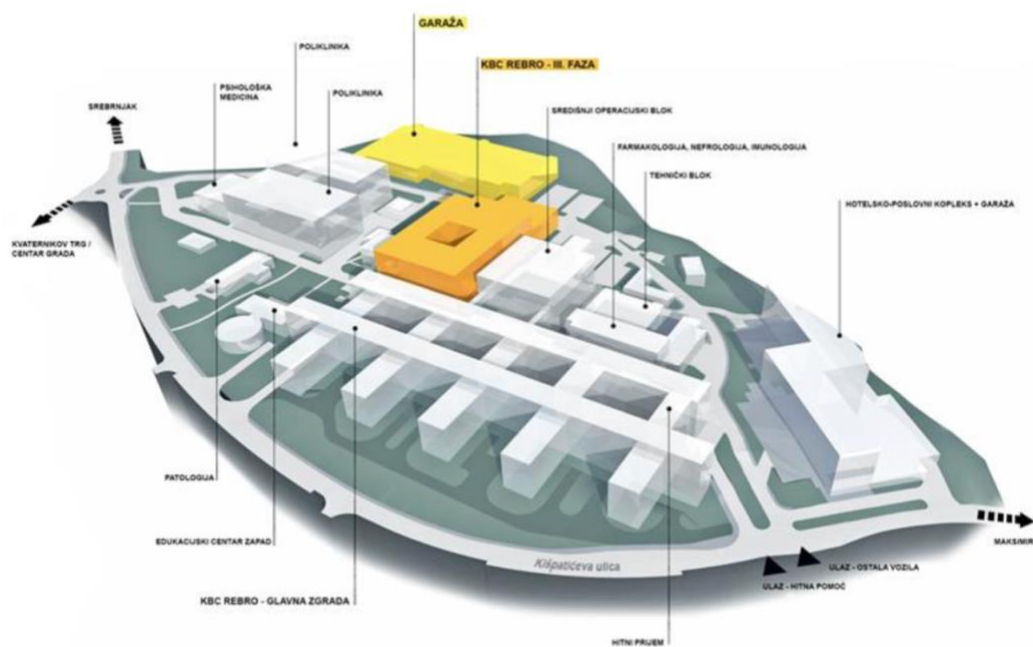 GARAŽA
POLIKLINIKA
KBC REBRO - III. FAZA
PSIHOLOŠKA
MEDICINA
POLIKLINIKA
SREBRNJAK
SREDIŠNJI OPERACIJSKI BLOK
FARMAKOLOGIJA, NEFROLOGIJA, IMUNOLOGIJA
TEHNIČKI BLOK
HOTELSKO-POSLOVNI KOPLEKS + GARAŽA
KVATERNIKOV TRG /
CENTAR GRADA
PATOLOGIJA
EDUKACIJSKI CENTAR ZAPAD
Kišpatićeva ulica
MAKSIMIR
ULAZ - OSTALA VOZILA
ULAZ - HITNA POMOĆ
KBC REBRO - GLAVNA ZGRADA
HITNI PRIJEM